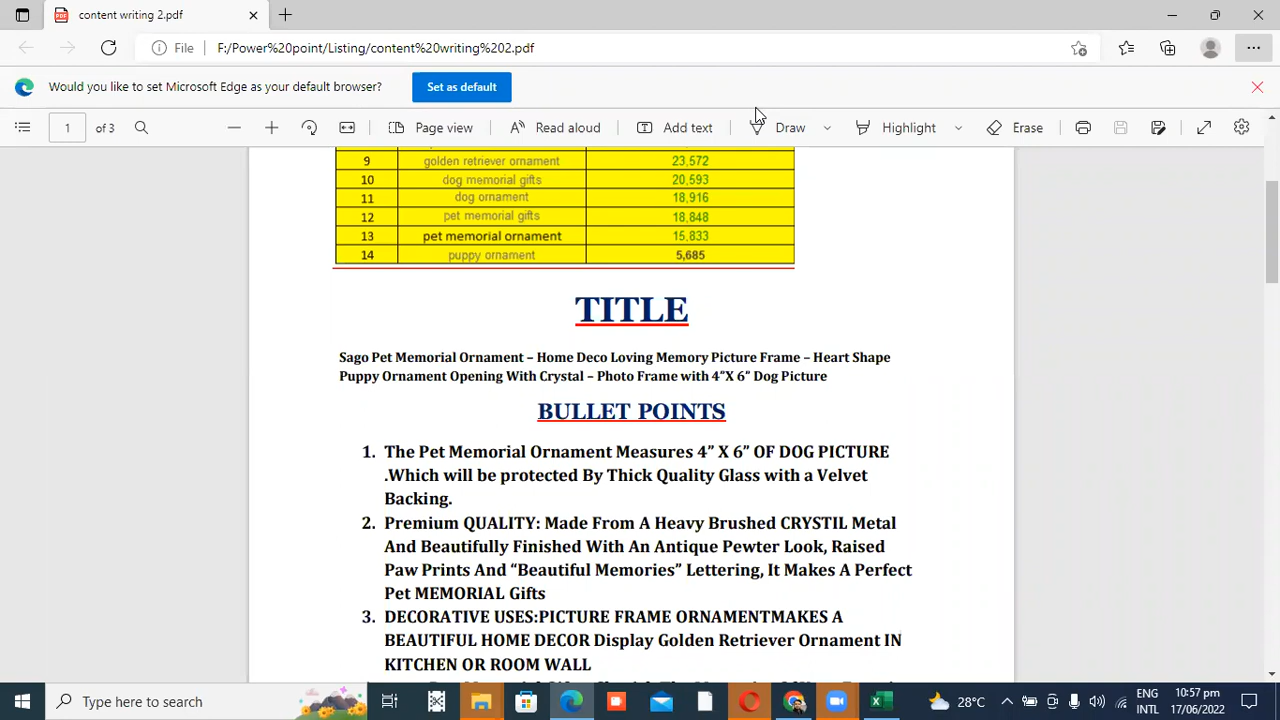 content writing 2.pdf
File
F:/Power%20point/Listing/content%20writing%202.pdf
Would you like to set Microsoft Edge as your default browser?
Set as default
1
of 3
Page view
Read aloud
Add text
Draw
Highlight
Erase
9 golden retriever ornament 23,572
10 dog memorial gifts 20,593
11 dog ornament 18,916
12 pet memorial gifts 18,848
13 pet memorial ornament 15,833
14 puppy ornament 5,685
TITLE
Sago Pet Memorial Ornament – Home Deco Loving Memory Picture Frame – Heart Shape
Puppy Ornament Opening With Crystal – Photo Frame with 4”X 6” Dog Picture
BULLET POINTS
1. The Pet Memorial Ornament Measures 4” X 6” OF DOG PICTURE
.Which will be protected By Thick Quality Glass with a Velvet
Backing.
2. Premium QUALITY: Made From A Heavy Brushed CRYSTIL Metal
And Beautifully Finished With An Antique Pewter Look, Raised
Paw Prints And “Beautiful Memories” Lettering, It Makes A Perfect
Pet MEMORIAL Gifts
3. DECORATIVE USES:PICTURE FRAME ORNAMENTMAKES A
BEAUTIFUL HOME DECOR Display Golden Retriever Ornament IN
KITCHEN OR ROOM WALL
Type here to search
28°C
ENG
INTL
10:57 pm
17/06/2022